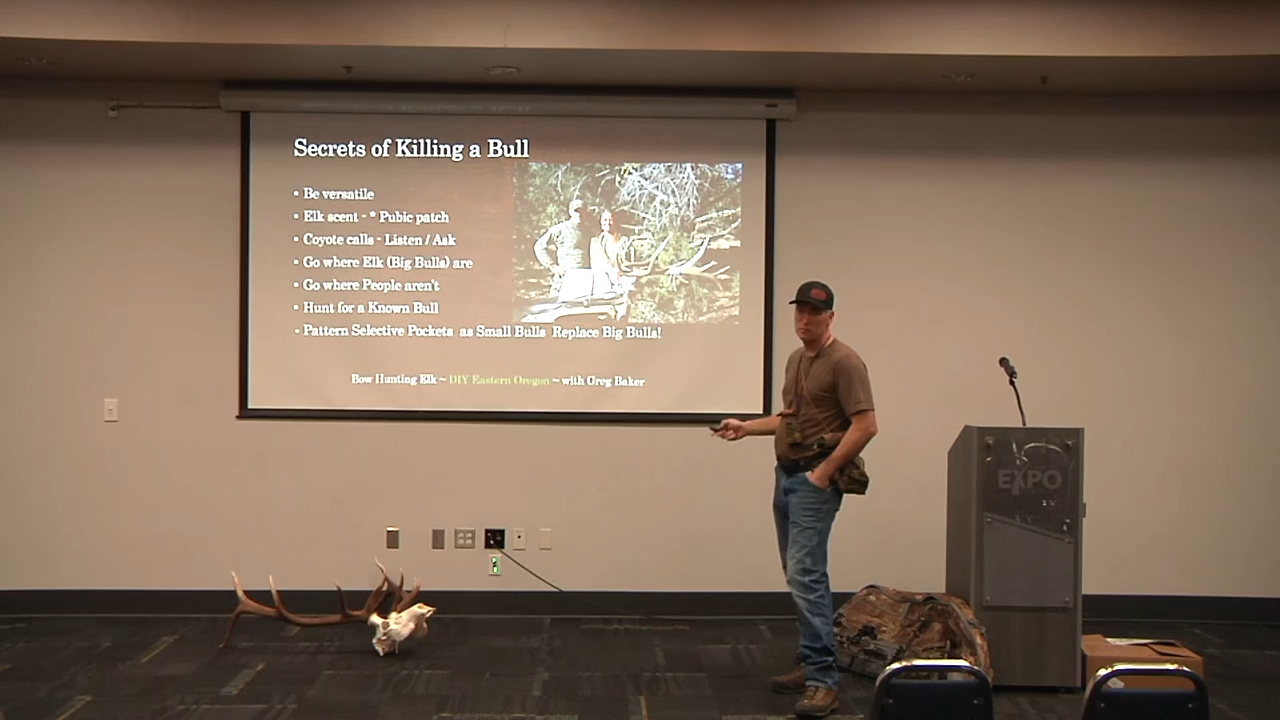 Secrets of Killing a Bull
• Be versatile
• Elk scent - * Pubic patch
• Coyote calls - Listen / Ask
• Go where Elk (Big Bulls) are
• Go where People aren't
• Hunt for a Known Bull
• Pattern Selective Pockets as Small Bulls Replace Big Bulls!
Bow Hunting Elk ~ DIY Eastern Oregon ~ with Greg Baker
EXPO